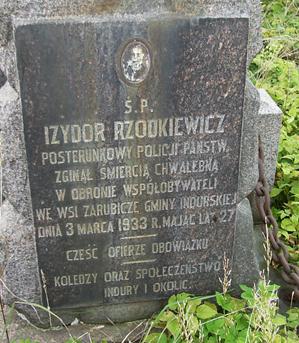 Ś.P.
IZYDOR RZODKIEWICZ
POSTERUNKOWY POLICJI PAŃSTW.
ZGINĄŁ ŚMIERCIĄ CHWALEBNĄ
W OBRONIE WSPÓŁOBYWATELI
WE WSI ZARUBICZE GMINY INDURSKIEJ
DNIA 3 MARCA 1933 R. MAJĄC LAT 27
CZEŚĆ OFIERZE OBOWIĄZKU
KOLEDZY ORAZ SPOŁECZEŃSTWO
INDURY I OKOLIC